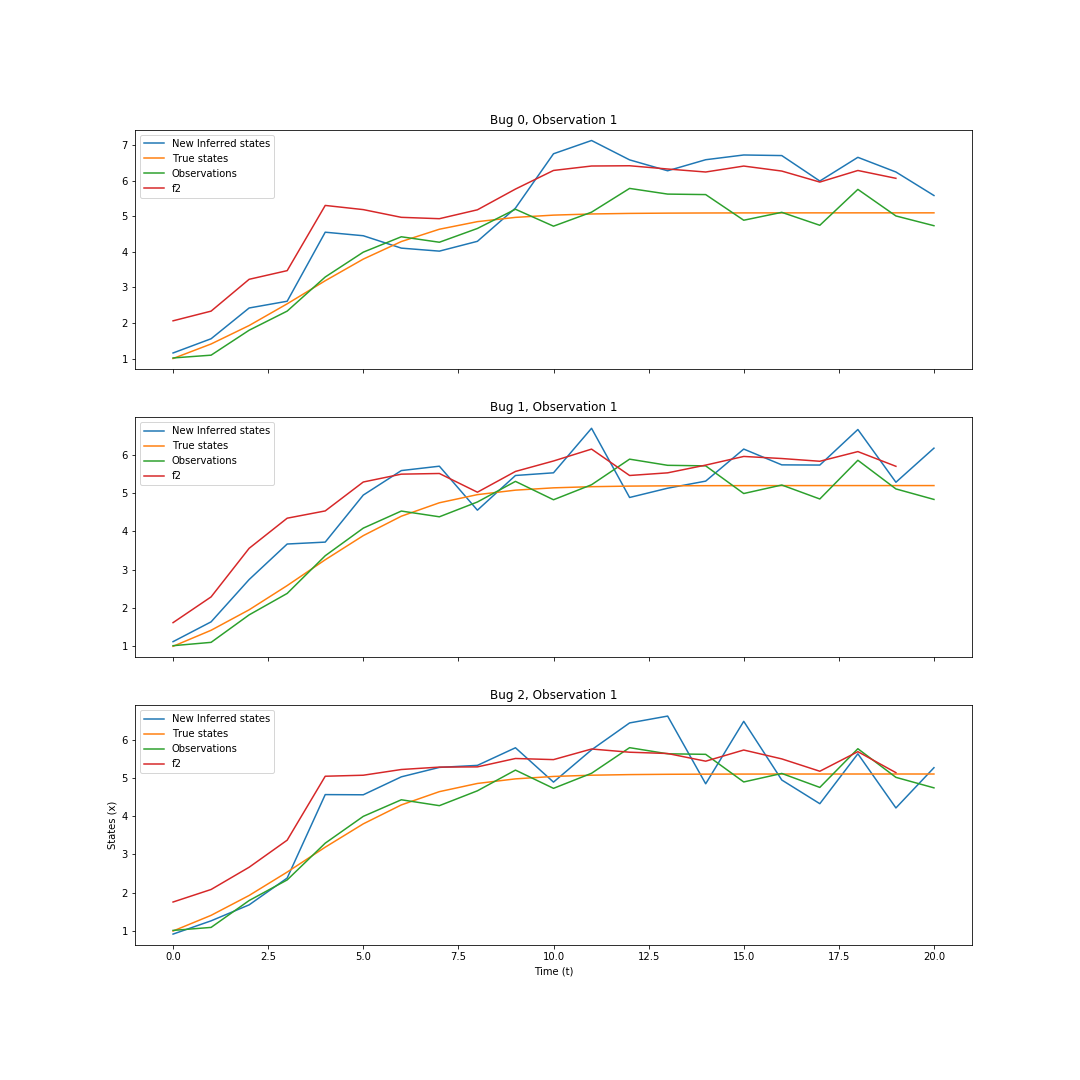 Bug 0, Observation 1
New Inferred states
True states
Observations
f2
7
6
5
4
3
2
1
Bug 1, Observation 1
New Inferred states
True states
Observations
f2
6
5
4
3
2
1
Bug 2, Observation 1
New Inferred states
True states
Observations
f2
6
5
4
3
2
1
States (x)
0.0 2.5 5.0 7.5 10.0 12.5 15.0 17.5 20.0
Time (t)